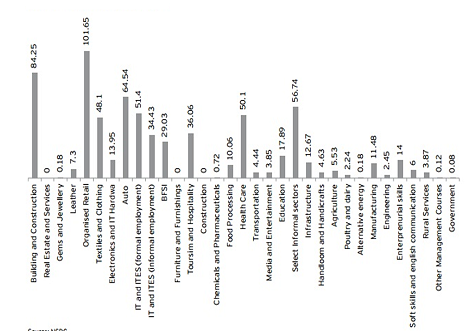 84.25
0
0.18
7.3
101.65
48.1
13.95
64.54
51.4
34.43
29.03
0
36.06
0
0.72
10.06
50.1
4.44
3.85
17.89
56.74
12.67
4.63
5.53
2.24
0.18
11.48
2.45
14
6
3.87
0.12
0.08
Building and Construction
Real Estate and Services
Gems and Jewellery
Leather
Organised Retail
Textiles and Clothing
Electronics and IT Hardwa
Auto
IT and ITES (formal employment)
IT and ITES (informal employment)
BFSI
Furniture and Furnishings
Toursim and Hospitality
Construction
Chemicals and Pharmaceuticals
Food Processing
Health Care
Transportation
Media and Entertainment
Education
Select Informal sectors
Infrastructure
Handloom and Handicrafts
Agriculture
Poultry and dairy
Alternative energy
Manufacturing
Engineering
Enterprenurial skills
Soft skills and english communication
Rural Services
Other Management Courses
Government